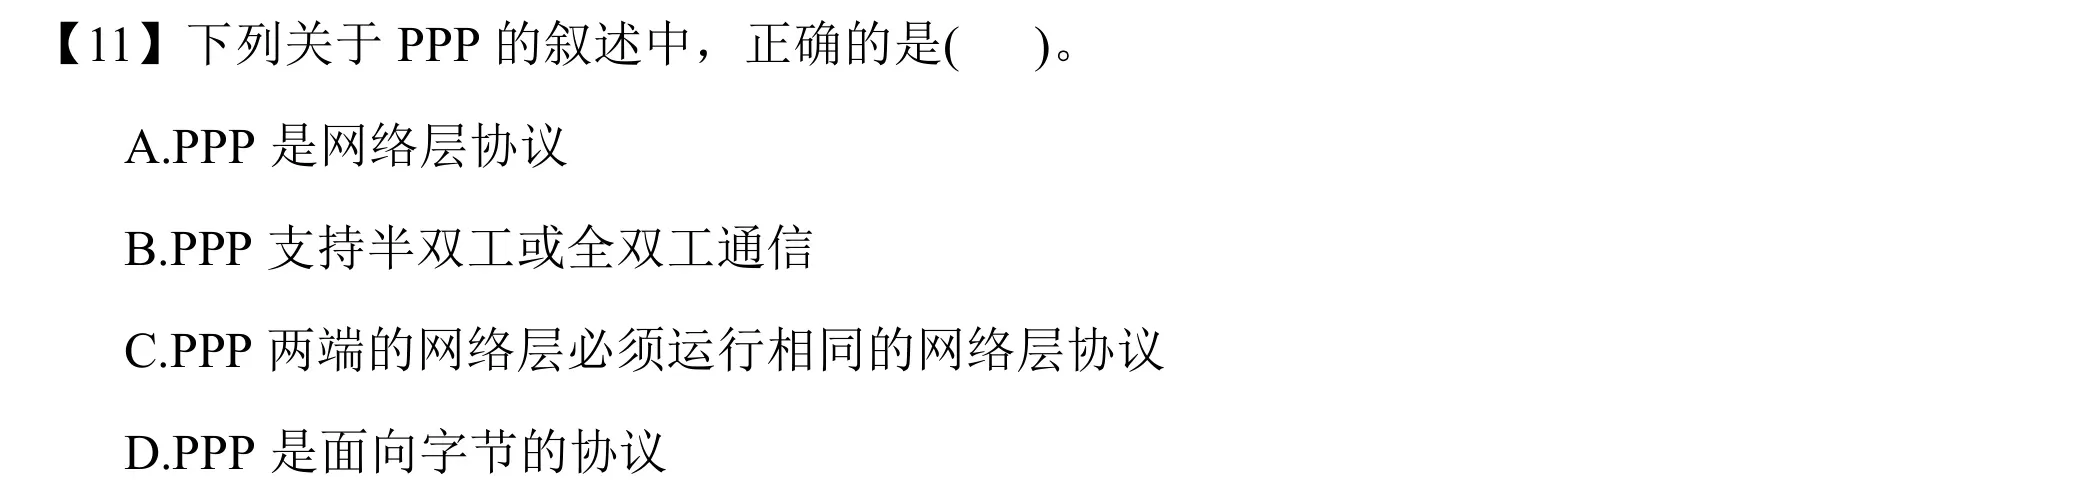 【11】下列关于 PPP 的叙述中，正确的是(  )。
A.PPP 是网络层协议
B.PPP 支持半双工或全双工通信
C.PPP 两端的网络层必须运行相同的网络层协议
D.PPP 是面向字节的协议